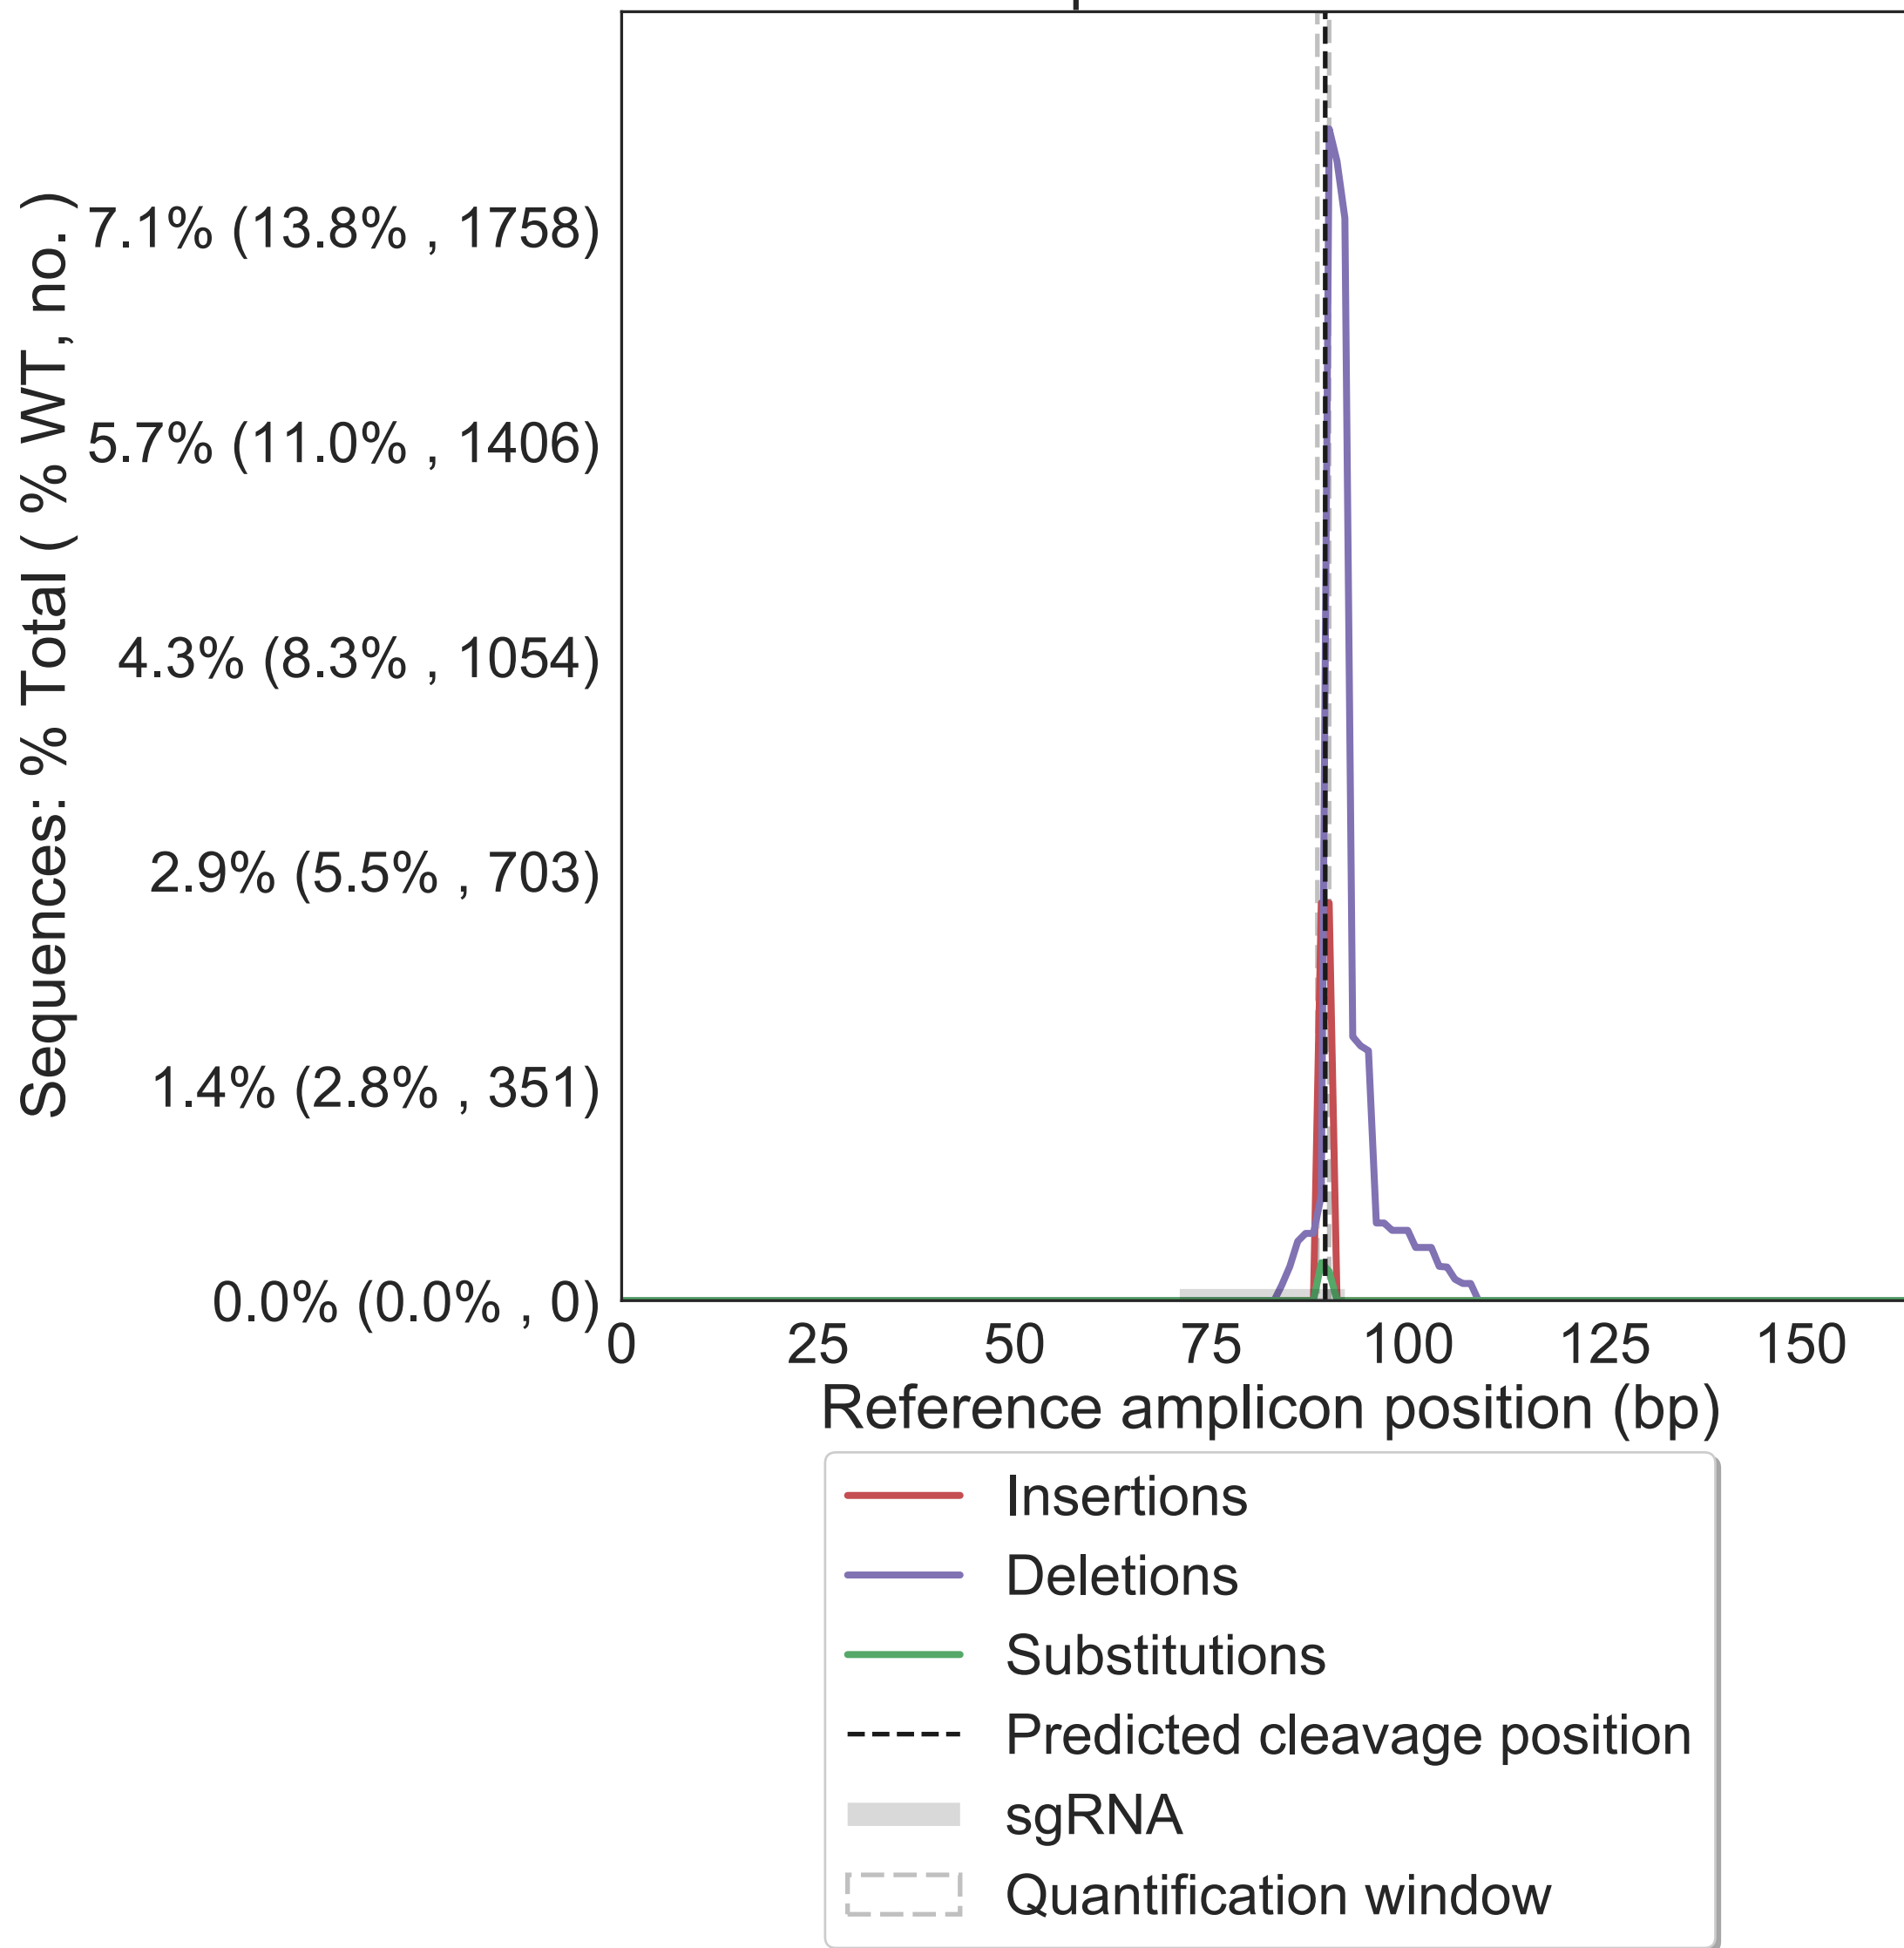 Sequences: % Total ( % WT, no. )
7.1% (13.8% , 1758)
5.7% (11.0% , 1406)
4.3% (8.3% , 1054)
2.9% (5.5% , 703)
1.4% (2.8% , 351)
0.0% (0.0% , 0)
0 25 50 75 100 125 150
Reference amplicon position (bp)
Insertions
Deletions
Substitutions
Predicted cleavage position
sgRNA
Quantification window